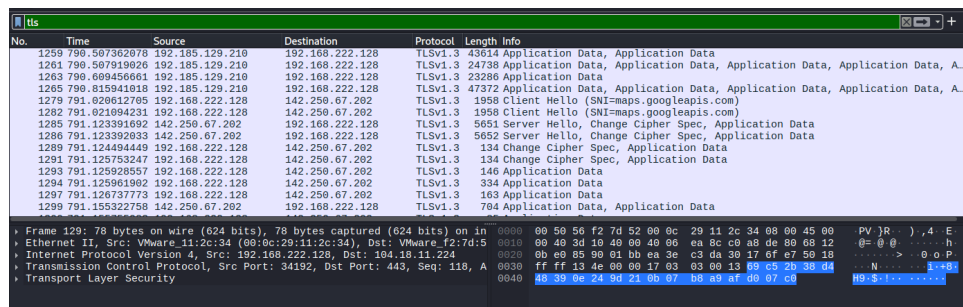 tls
No. Time Source Destination Protocol Length Info
1259 790.507362078 192.185.129.210 192.168.222.128 TLSv1.3 43614 Application Data, Application Data
1261 790.507919026 192.185.129.210 192.168.222.128 TLSv1.3 24738 Application Data, Application Data, Application Data, Application Data, A…
1263 790.609456661 192.185.129.210 192.168.222.128 TLSv1.3 23286 Application Data
1265 790.815941018 192.185.129.210 192.168.222.128 TLSv1.3 47372 Application Data, Application Data, Application Data, Application Data, A…
1279 791.020612705 192.168.222.128 142.250.67.202 TLSv1.3 1958 Client Hello (SNI=maps.googleapis.com)
1282 791.021094231 192.168.222.128 142.250.67.202 TLSv1.3 1958 Client Hello (SNI=maps.googleapis.com)
1285 791.123391692 142.250.67.202 192.168.222.128 TLSv1.3 5651 Server Hello, Change Cipher Spec, Application Data
1286 791.123392033 142.250.67.202 192.168.222.128 TLSv1.3 5652 Server Hello, Change Cipher Spec, Application Data
1289 791.124494449 192.168.222.128 142.250.67.202 TLSv1.3 134 Change Cipher Spec, Application Data
1291 791.125753247 192.168.222.128 142.250.67.202 TLSv1.3 134 Change Cipher Spec, Application Data
1293 791.125928557 192.168.222.128 142.250.67.202 TLSv1.3 146 Application Data
1294 791.125961902 192.168.222.128 142.250.67.202 TLSv1.3 334 Application Data
1297 791.126737773 192.168.222.128 142.250.67.202 TLSv1.3 163 Application Data
1299 791.155322758 142.250.67.202 192.168.222.128 TLSv1.3 704 Application Data, Application Data
Frame 129: 78 bytes on wire (624 bits), 78 bytes captured (624 bits) on in 0000 00 50 56 f2 7d 52 00 0c 29 11 2c 34 08 00 45 00 ·PV·}R·· )·,4··E·
Ethernet II, Src: VMware_11:2c:34 (00:0c:29:11:2c:34), Dst: VMware_f2:7d:5 0010 00 40 3d 10 40 00 40 06 ea 8c c0 a8 de 80 68 12 ·@=·@·@· ······h·
Internet Protocol Version 4, Src: 192.168.222.128, Dst: 104.18.11.224 0020 0b e0 85 90 01 bb ea 3e c3 da 30 17 6f e7 50 18 ·······> ··0·o·P·
Transmission Control Protocol, Src Port: 34192, Dst Port: 443, Seq: 118, A 0030 ff ff 13 4e 00 00 17 03 03 00 13 69 c5 2b 38 d4 ···N···· ···i·+8·
Transport Layer Security 0040 48 39 0e 24 9d 21 0b 07 b8 a9 af d0 07 c0 H9·$·!·· ······